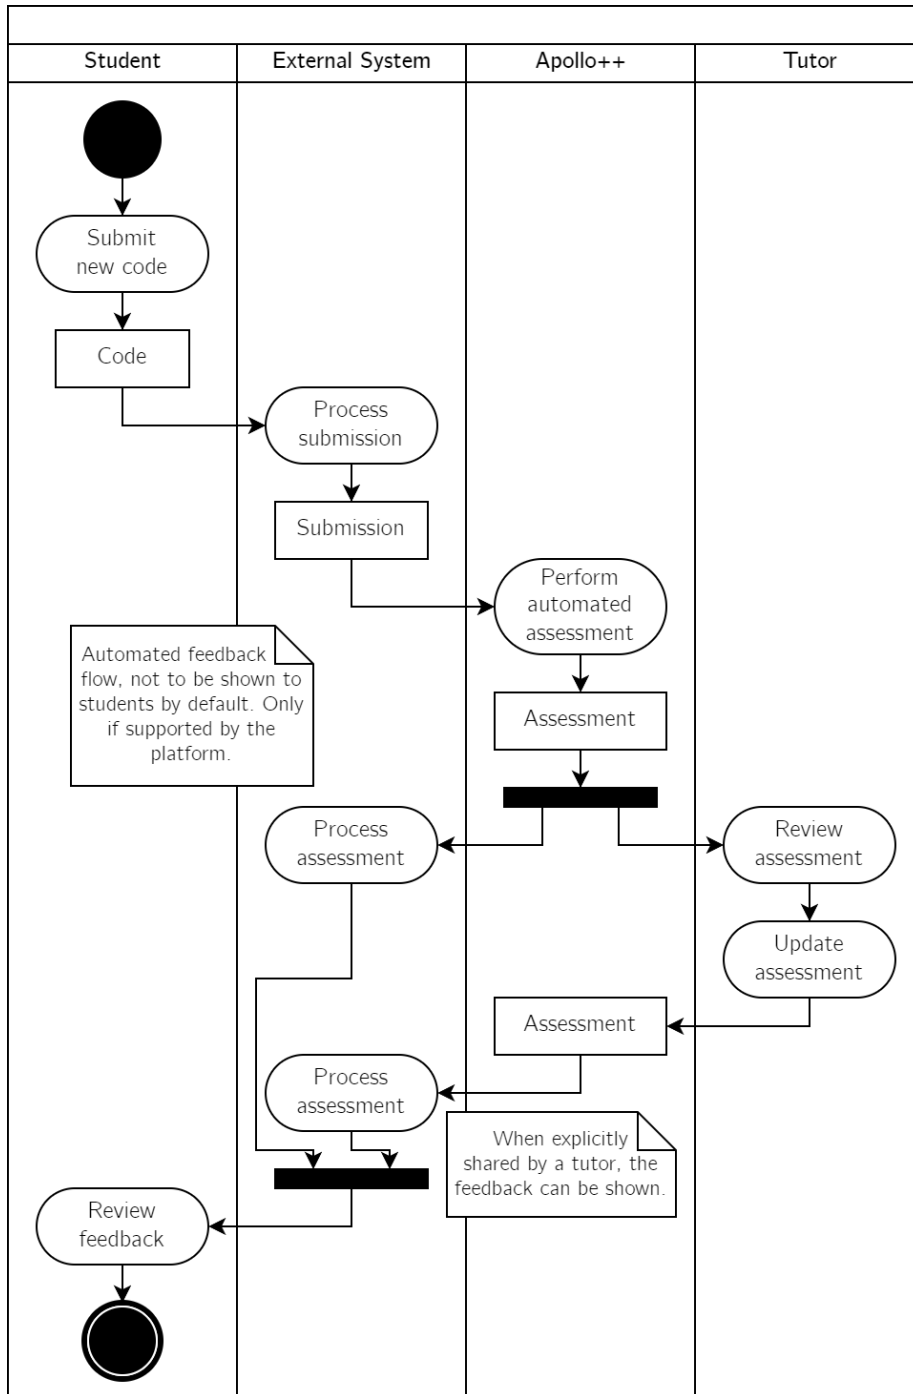 Student
External System
Apollo++
Tutor
Submit
new code
Code
Process
submission
Submission
Perform
automated
assessment
Automated feedback
flow, not to be shown to
students by default. Only
if supported by the
platform.
Assessment
Process
assessment
Review
assessment
Update
assessment
Assessment
Process
assessment
When explicitly
shared by a tutor, the
feedback can be shown.
Review
feedback